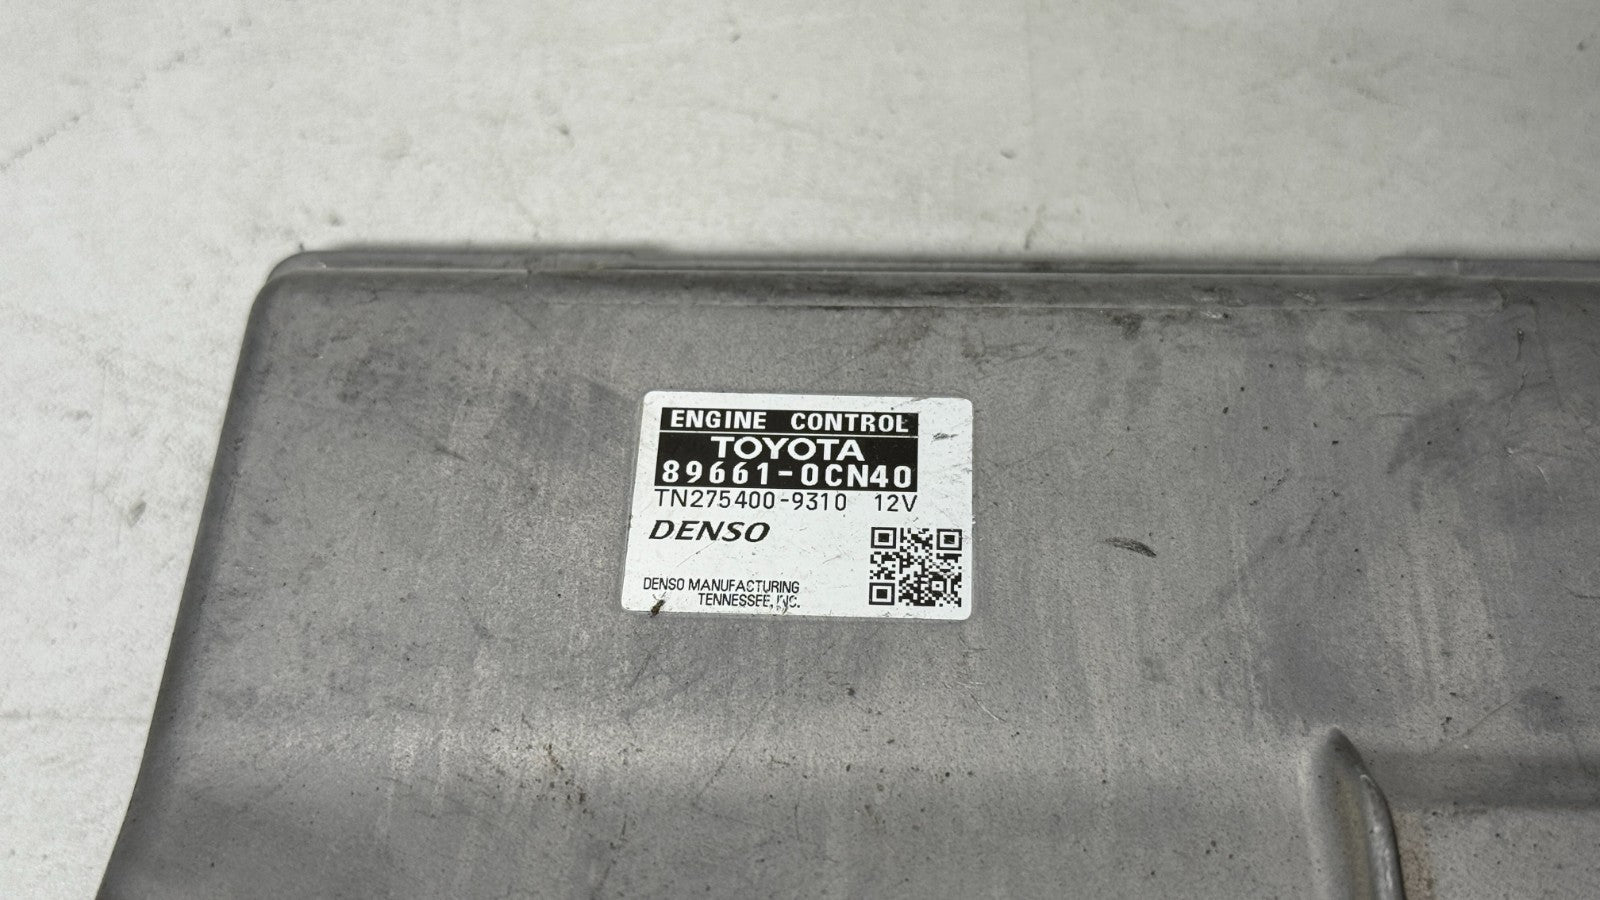 ENGINE CONTROL
TOYOTA
89661-0CN40
TN275400-9310 12V
DENSO
DENSO MANUFACTURING
TENNESSEE, INC.